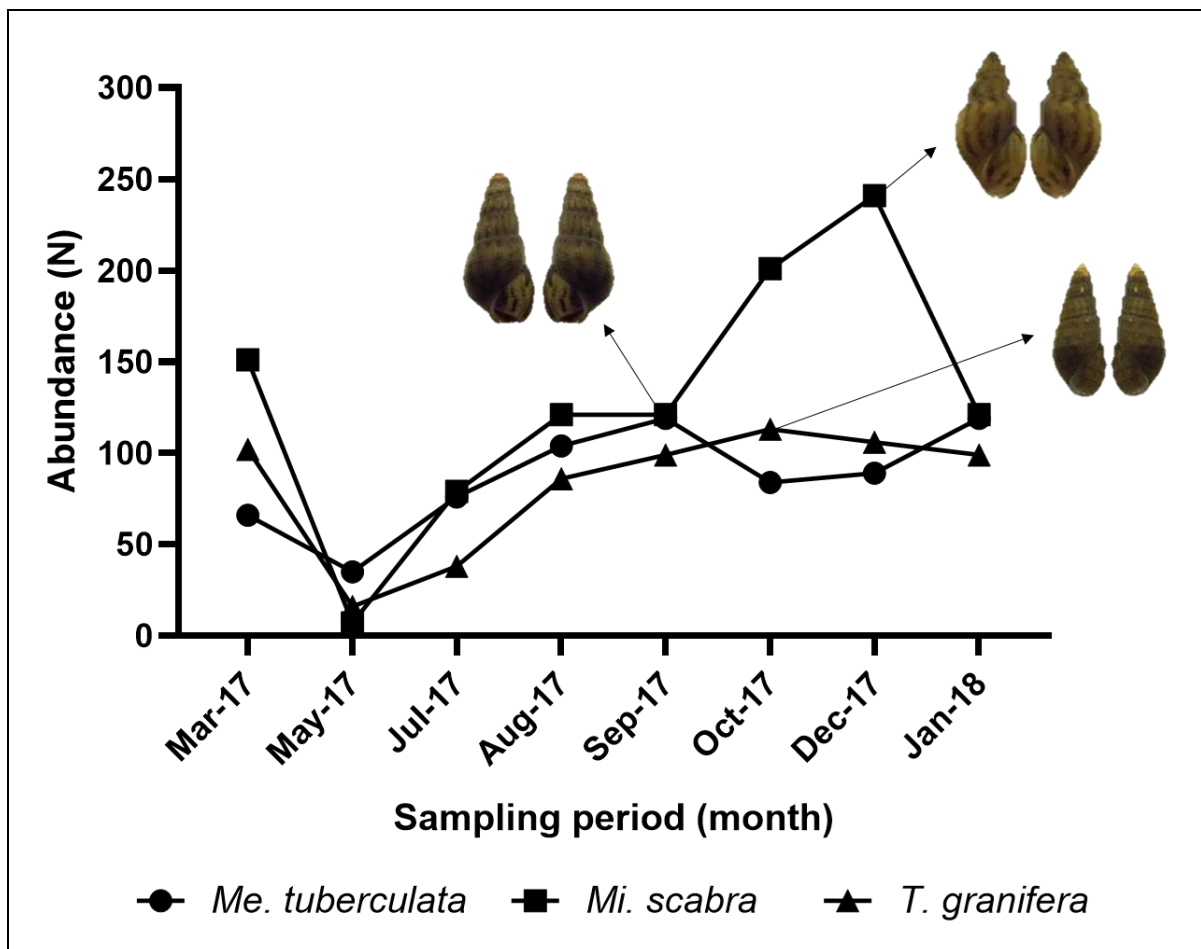 300
250
200
150
100
50
0
Abundance (N)
Mar-17
May-17
Jul-17
Aug-17
Sep-17
Oct-17
Dec-17
Jan-18
Sampling period (month)
Me. tuberculata
Mi. scabra
T. granifera